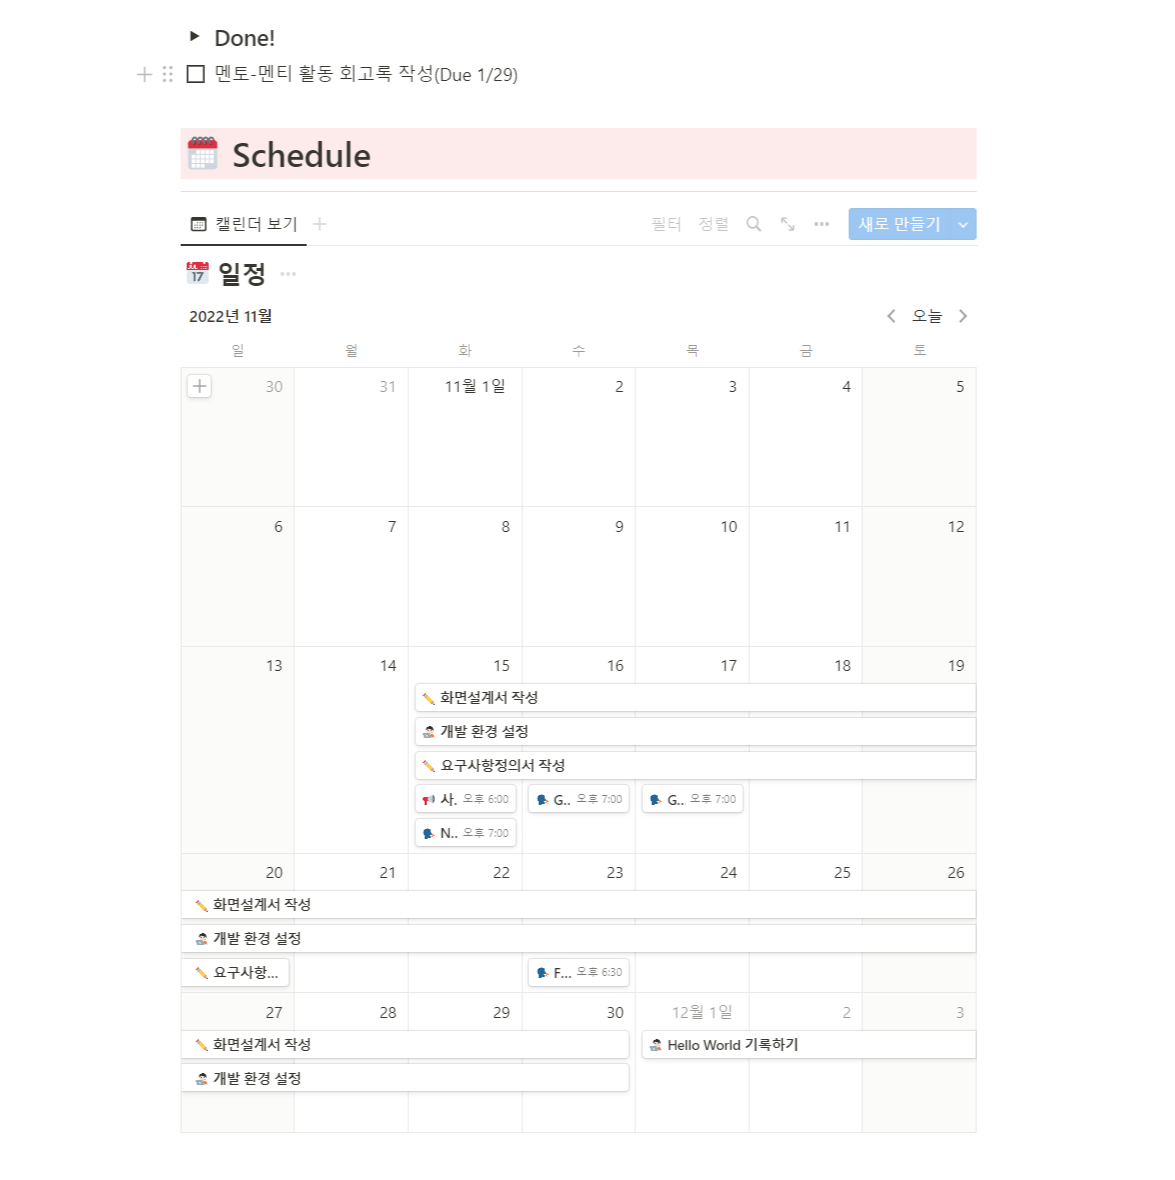 Done!
멘토-멘티 활동 회고록 작성(Due 1/29)
Schedule
캘린더 보기 필터 정렬 새로 만들기
17 일정
2022년 11월 오늘
일 월 화 수 목 금 토
30 31 11월 1일 2 3 4 5
6 7 8 9 10 11 12
13 14 15 16 17 18 19
화면설계서 작성
개발 환경 설정
요구사항정의서 작성
사. 오후 6:00 G.. 오후 7:00 G.. 오후 7:00
N.. 오후 7:00
20 21 22 23 24 25 26
화면설계서 작성
개발 환경 설정
요구사항... F... 오후 6:30
27 28 29 30 12월 1일 2 3
화면설계서 작성 Hello World 기록하기
개발 환경 설정